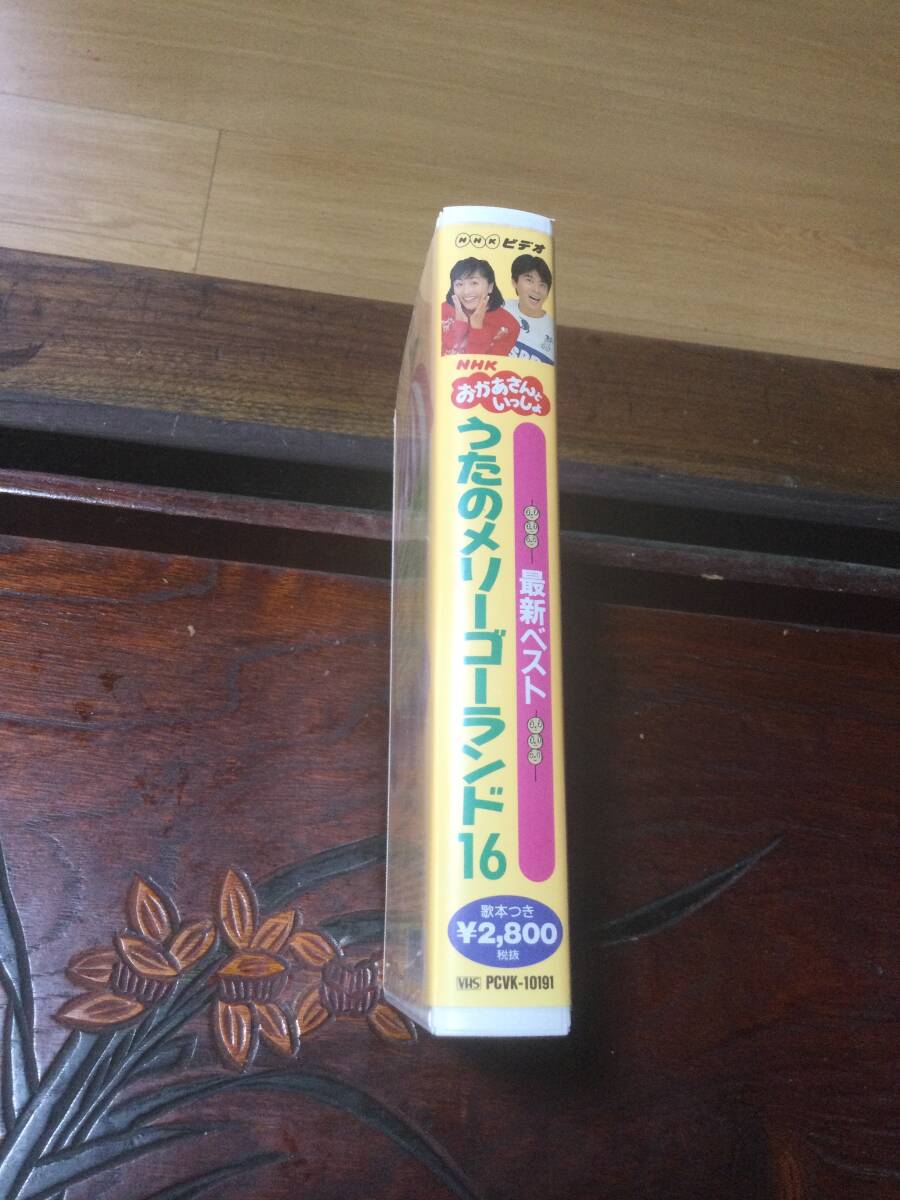 NHKビデオ
NHK
おかあさんと
いっしょ
うたのメリーゴーランド16
最新ベスト
歌本つき
¥2,800
税抜
VHS PCVK-10191